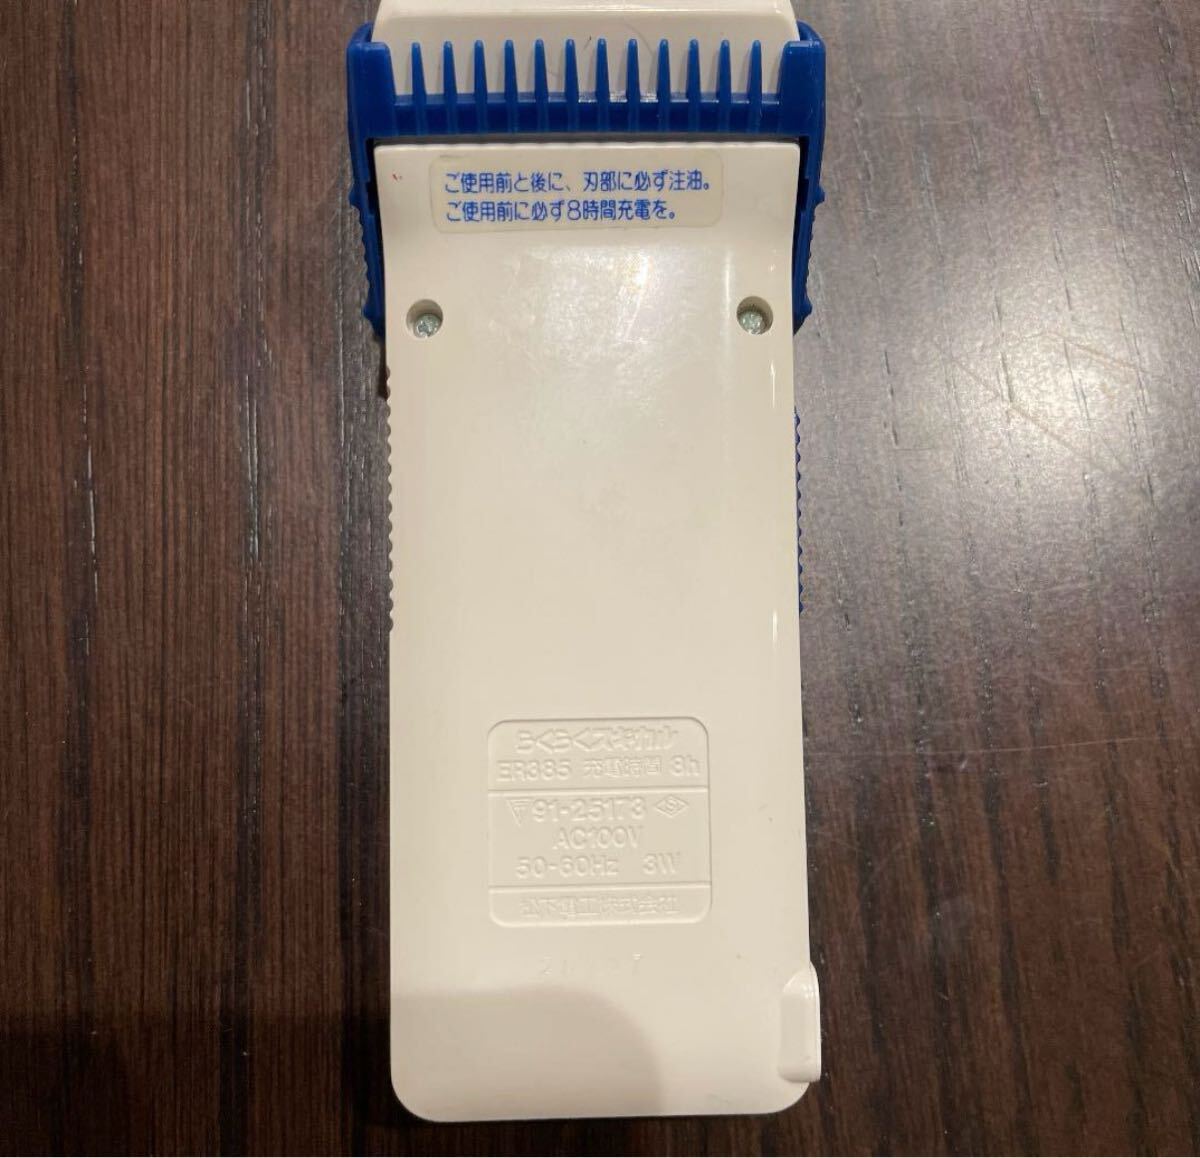 ご使用前と後に、刃部に必ず注油。
ご使用前に必ず8時間充電を。
らくらくスキカル
ER385 充電時間 8h
91-25173 S
AC100V
50-60Hz 3W
松下電工株式会社